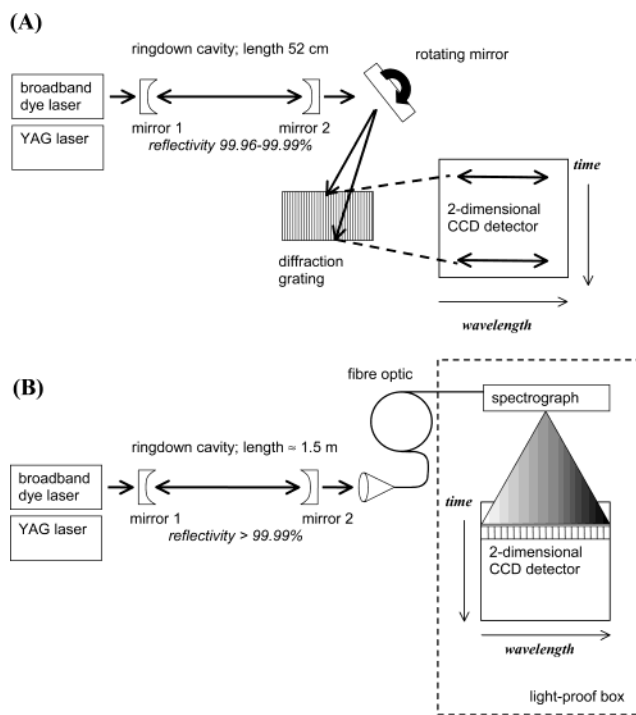 (A)
ringdown cavity; length 52 cm
rotating mirror
broadband
dye laser
YAG laser
mirror 1
mirror 2
reflectivity 99.96-99.99%
time
2-dimensional
CCD detector
diffraction
grating
wavelength
(B)
fibre optic
spectrograph
ringdown cavity; length ≈ 1.5 m
broadband
dye laser
YAG laser
mirror 1
mirror 2
reflectivity > 99.99%
time
2-dimensional
CCD detector
wavelength
light-proof box